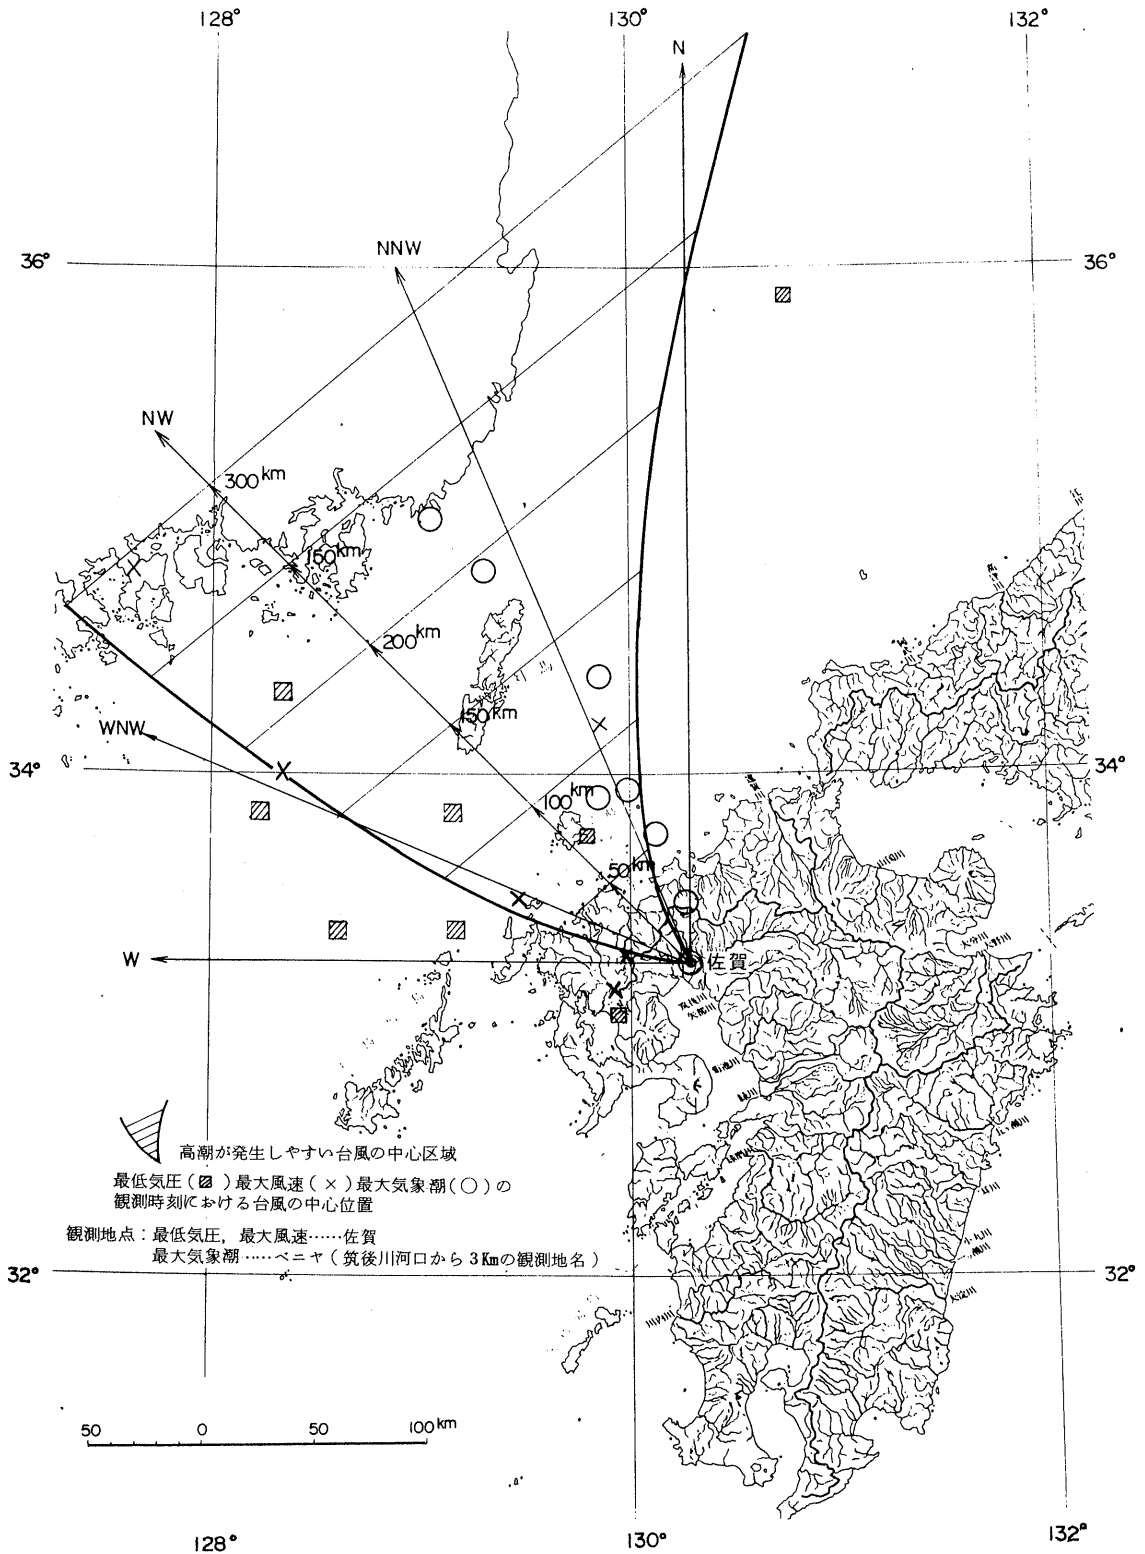 128°
130°
132°
N
NNW
36°
36°
NW
300km
150km
200km
150km
WNW
34°
34°
100km
50km
W
佐賀
高潮が発生しやすい台風の中心区域
最低気圧(▨)最大風速(×)最大気象潮(○)の
観測時刻における台風の中心位置
観測地点:最低気圧,最大風速……佐賀
最大気象潮……ベニヤ(筑後川河口から3Kmの観測地名)
32°
32°
50 0 50 100km
128°
130°
132°